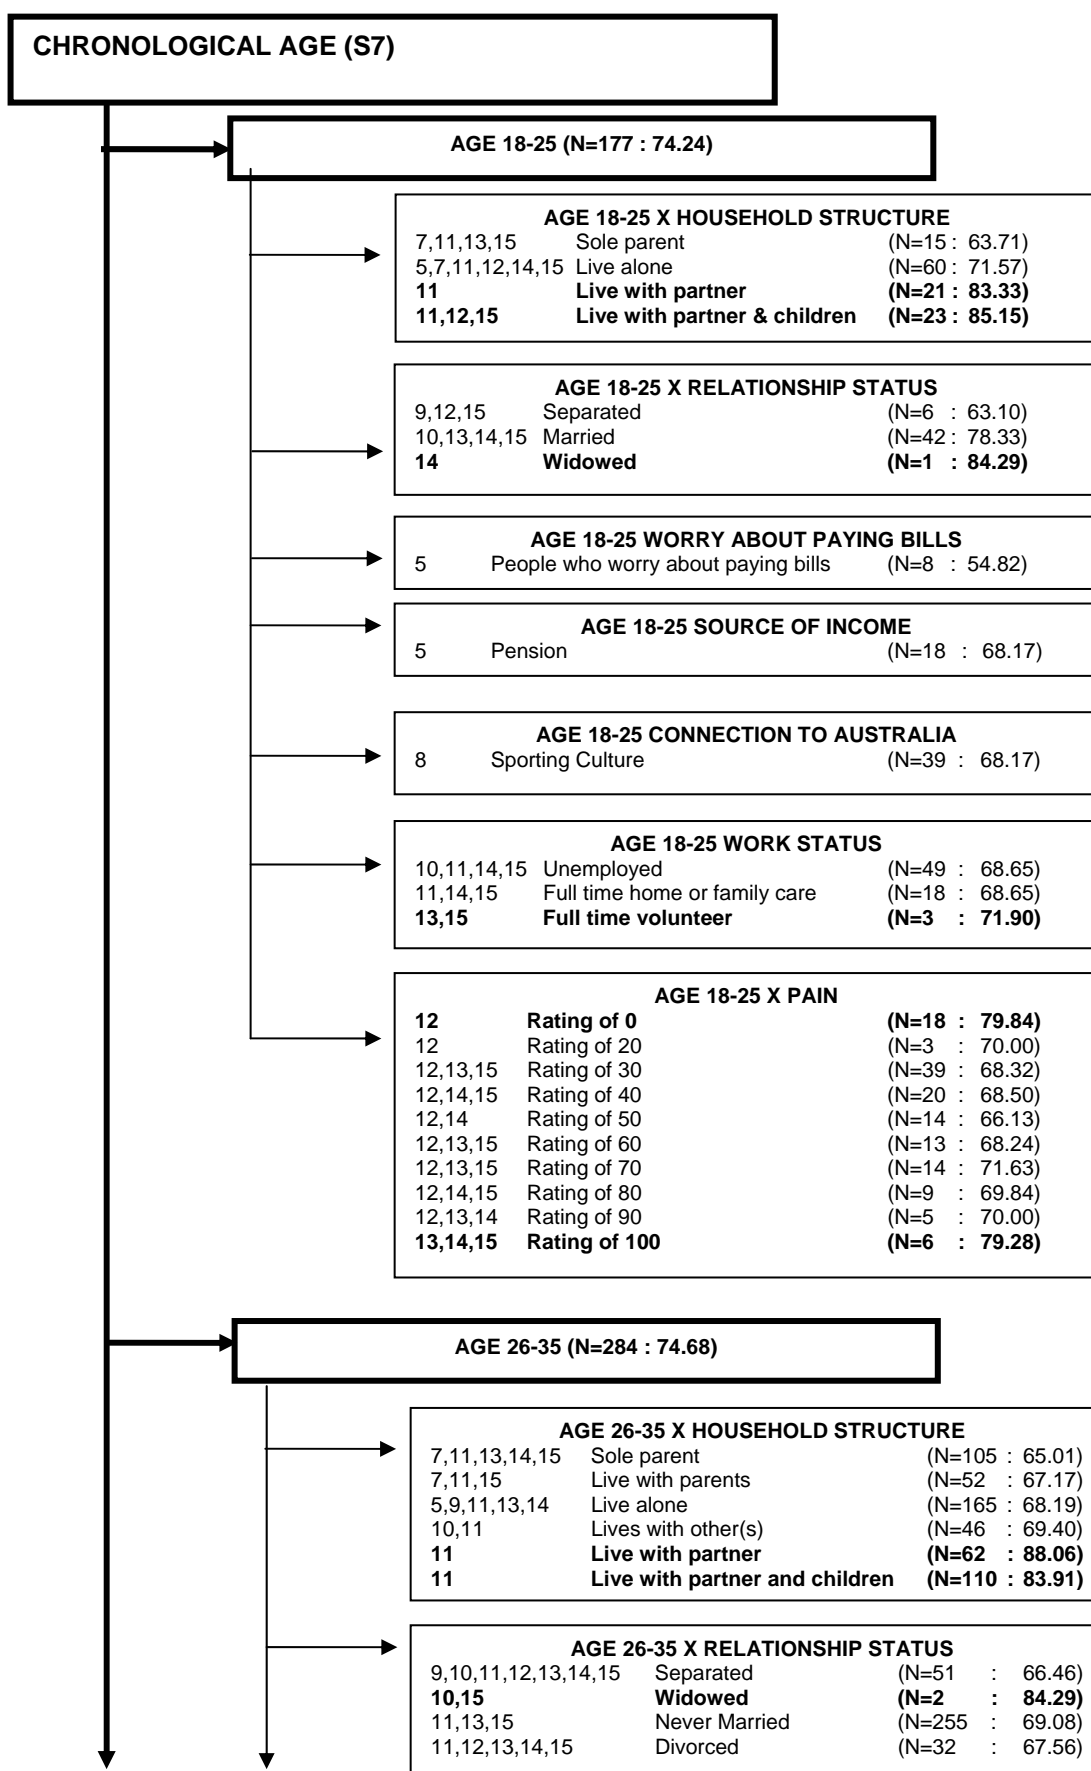 CHRONOLOGICAL AGE (S7)
AGE 18-25 (N=177 : 74.24)
AGE 18-25 X HOUSEHOLD STRUCTURE
7,11,13,15 Sole parent (N=15 : 63.71)
5,7,11,12,14,15 Live alone (N=60 : 71.57)
11 Live with partner (N=21 : 83.33)
11,12,15 Live with partner & children (N=23 : 85.15)
AGE 18-25 X RELATIONSHIP STATUS
9,12,15 Separated (N=6 : 63.10)
10,13,14,15 Married (N=42 : 78.33)
14 Widowed (N=1 : 84.29)
AGE 18-25 WORRY ABOUT PAYING BILLS
5 People who worry about paying bills (N=8 : 54.82)
AGE 18-25 SOURCE OF INCOME
5 Pension (N=18 : 68.17)
AGE 18-25 CONNECTION TO AUSTRALIA
8 Sporting Culture (N=39 : 68.17)
AGE 18-25 WORK STATUS
10,11,14,15 Unemployed (N=49 : 68.65)
11,14,15 Full time home or family care (N=18 : 68.65)
13,15 Full time volunteer (N=3 : 71.90)
AGE 18-25 X PAIN
12 Rating of 0 (N=18 : 79.84)
12 Rating of 20 (N=3 : 70.00)
12,13,15 Rating of 30 (N=39 : 68.32)
12,14,15 Rating of 40 (N=20 : 68.50)
12,14 Rating of 50 (N=14 : 66.13)
12,13,15 Rating of 60 (N=13 : 68.24)
12,13,15 Rating of 70 (N=14 : 71.63)
12,14,15 Rating of 80 (N=9 : 69.84)
12,13,14 Rating of 90 (N=5 : 70.00)
13,14,15 Rating of 100 (N=6 : 79.28)
AGE 26-35 (N=284 : 74.68)
AGE 26-35 X HOUSEHOLD STRUCTURE
7,11,13,14,15 Sole parent (N=105 : 65.01)
7,11,15 Live with parents (N=52 : 67.17)
5,9,11,13,14 Live alone (N=165 : 68.19)
10,11 Lives with other(s) (N=46 : 69.40)
11 Live with partner (N=62 : 88.06)
11 Live with partner and children (N=110 : 83.91)
AGE 26-35 X RELATIONSHIP STATUS
9,10,11,12,13,14,15 Separated (N=51 : 66.46)
10,15 Widowed (N=2 : 84.29)
11,13,15 Never Married (N=255 : 69.08)
11,12,13,14,15 Divorced (N=32 : 67.56)